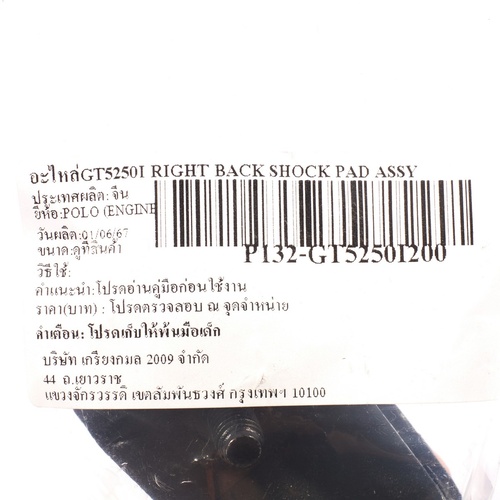 อะไหล่GT5250I RIGHT BACK SHOCK PAD ASSY
ประเทศผลิต: จีน
ยี่ห้อ:POLO (ENGINE
วันผลิต:01/06/67
ขนาด:ดูที่สินค้า
P132-GT5250I200
วิธีใช้:
คำแนะนำ:โปรดอ่านคู่มือก่อนใช้งาน
ราคา(บาท) : โปรดตรวจสอบ ณ จุดจำหน่าย
คำเตือน: โปรดเก็บให้พ้นมือเด็ก
บริษัท เกรียงกมล 2009 จำกัด
44 ถ.เยาวราช
แขวงจักรวรรดิ เขตสัมพันธวงศ์ กรุงเทพฯ 10100